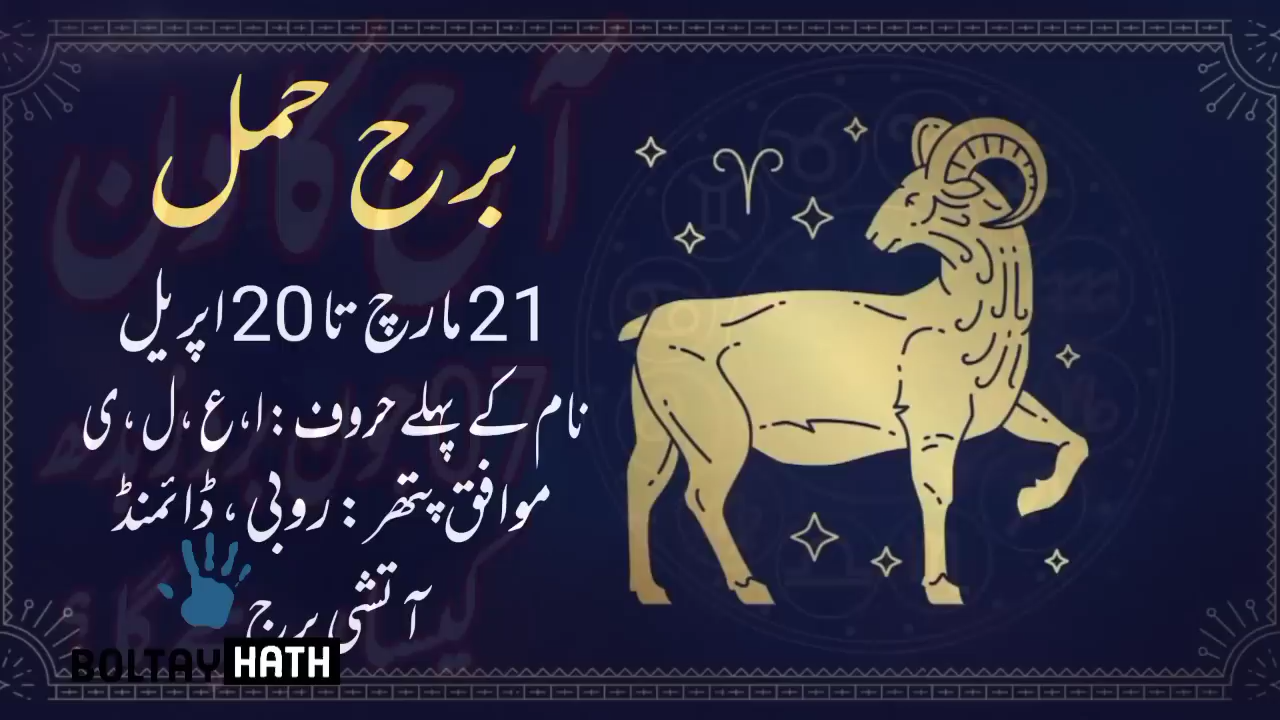 برج حمل
21 مارچ تا 20 اپریل
نام کے پہلے حروف : ا، ع ، ل ، ی
موافق پتھر : روبی ، ڈائمنڈ
آتشی برج
BOLTAY HATH